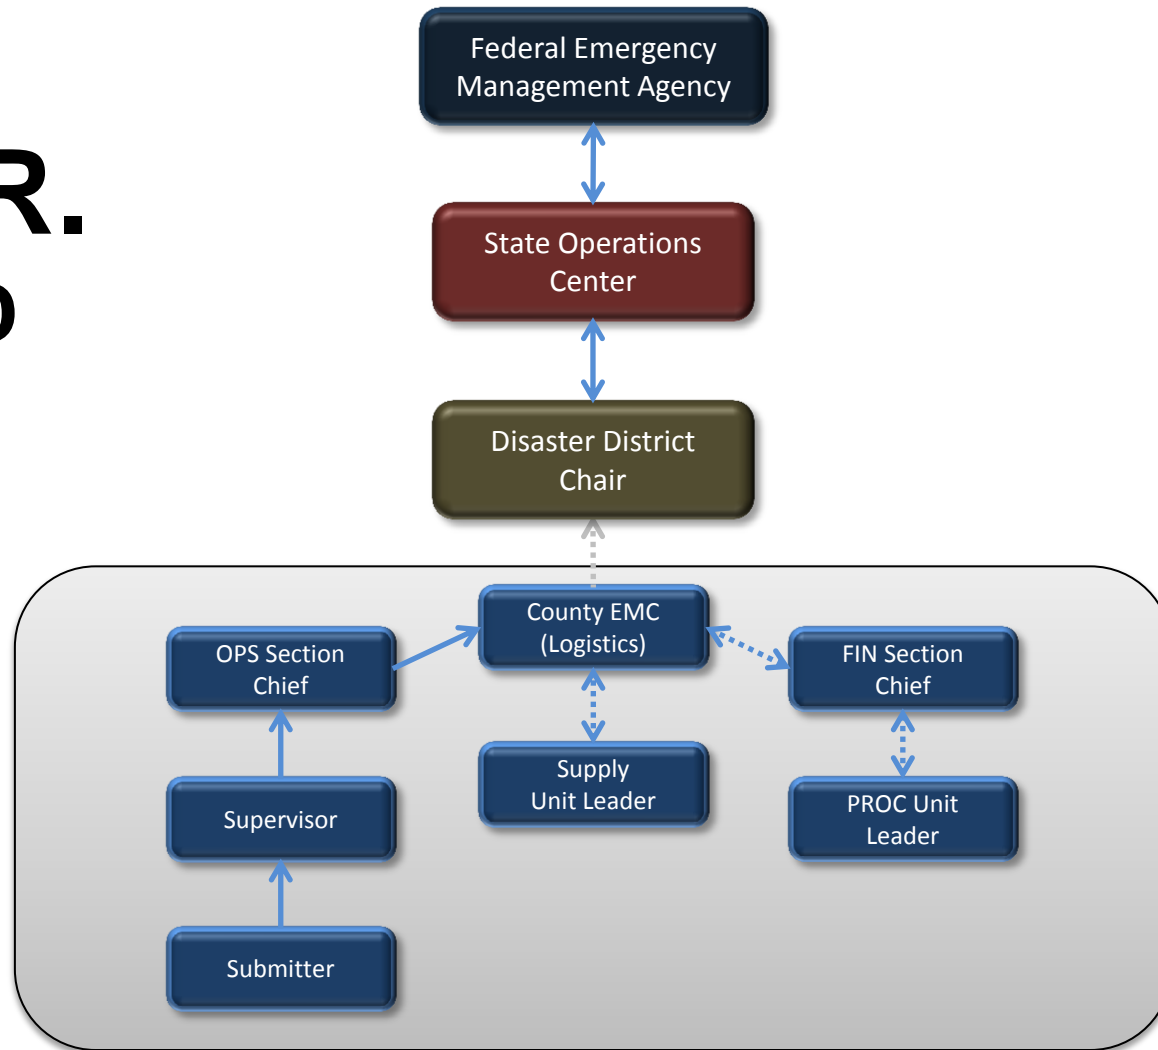 Federal Emergency
Management Agency
R.
State Operations
Center
Disaster District
Chair
County EMC
(Logistics)
OPS Section
Chief
FIN Section
Chief
Supply
Unit Leader
Supervisor
PROC Unit
Leader
Submitter